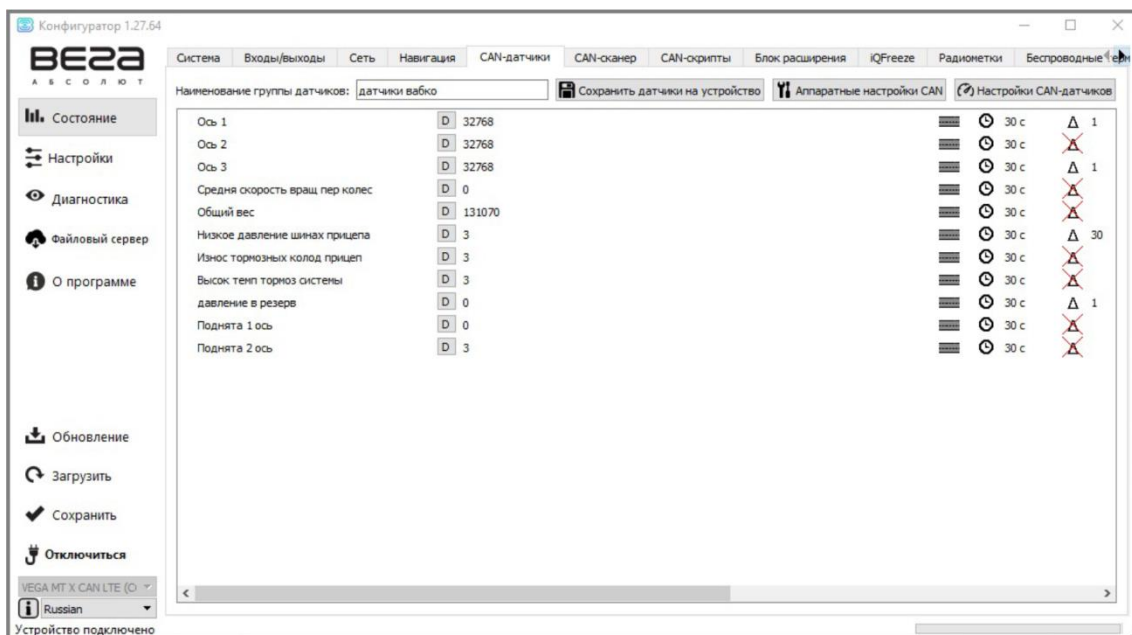 Конфигуратор 1.27.64
ВЕГА
АБСОЛЮТ
Система Входы/выходы Сеть Навигация CAN-датчики CAN-сканер CAN-скрипты Блок расширения iQFreeze Радиометки Беспроводные
Наименование группы датчиков: датчики вабко Сохранить датчики на устройство Аппаратные настройки CAN Настройки CAN-датчиков
Состояние
Настройки
Диагностика
Файловый сервер
О программе
Ось 1 D 32768 30 с Δ 1
Ось 2 D 32768 30 с Δ
Ось 3 D 32768 30 с Δ 1
Средня скорость вращ пер колес D 0 30 с Δ
Общий вес D 131070 30 с Δ
Низкое давление шинах прицепа D 3 30 с Δ 30
Износ тормозных колод прицеп D 3 30 с Δ
Высок темп тормоз системы D 3 30 с Δ
давление в резерв D 0 30 с Δ 1
Поднята 1 ось D 0 30 с Δ
Поднята 2 ось D 3 30 с Δ
Обновление
Загрузить
Сохранить
Отключиться
VEGA MT X CAN LTE (C
Russian
Устройство подключено